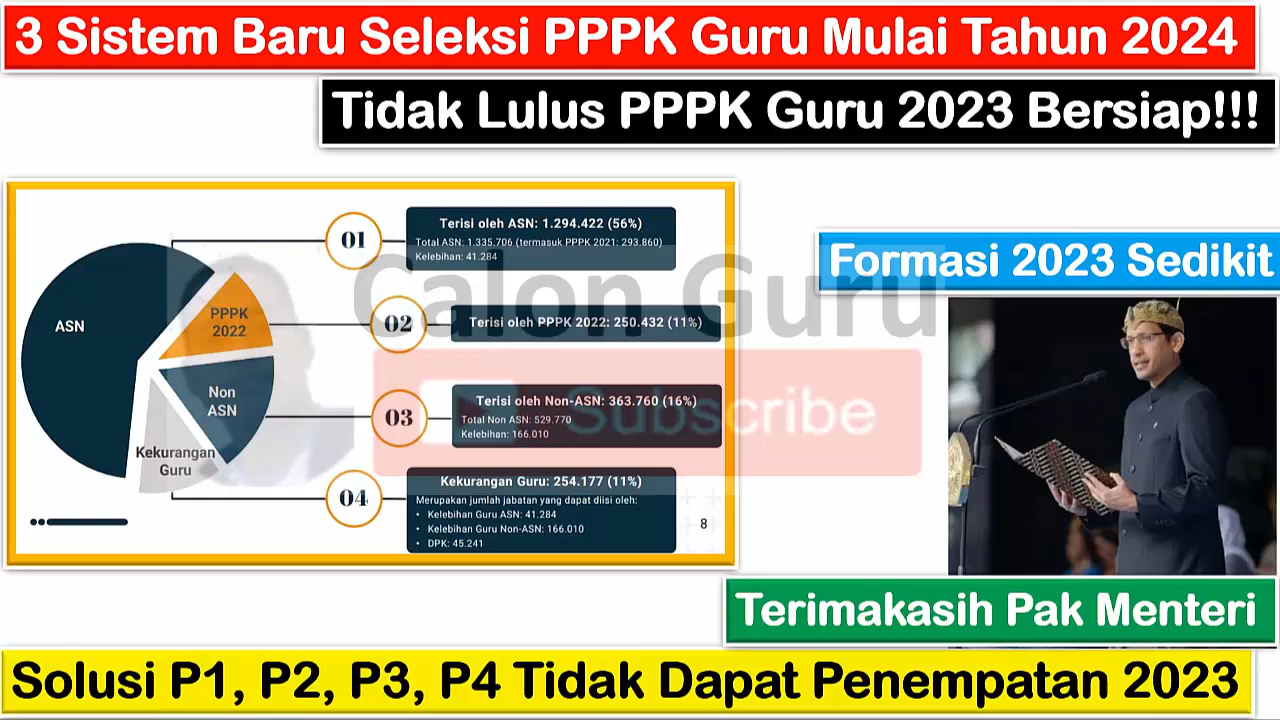 3 Sistem Baru Seleksi PPPK Guru Mulai Tahun 2024
Tidak Lulus PPPK Guru 2023 Bersiap!!!
ASN
PPPK
2022
Non
ASN
Kekurangan
Guru
01
Terisi oleh ASN: 1.294.422 (56%)
Total ASN: 1.335.706 (termasuk PPPK 2021: 293.860)
Kelebihan: 41.284
02
Terisi oleh PPPK 2022: 250.432 (11%)
03
Terisi oleh Non-ASN: 363.760 (16%)
Total Non ASN: 529.770
Kelebihan: 166.010
04
Kekurangan Guru: 254.177 (11%)
Merupakan jumlah jabatan yang dapat diisi oleh:
• Kelebihan Guru ASN: 41.284
• Kelebihan Guru Non-ASN: 166.010
• DPK: 45.241
8
Calon Guru
Subscribe
Formasi 2023 Sedikit
Terimakasih Pak Menteri
Solusi P1, P2, P3, P4 Tidak Dapat Penempatan 2023